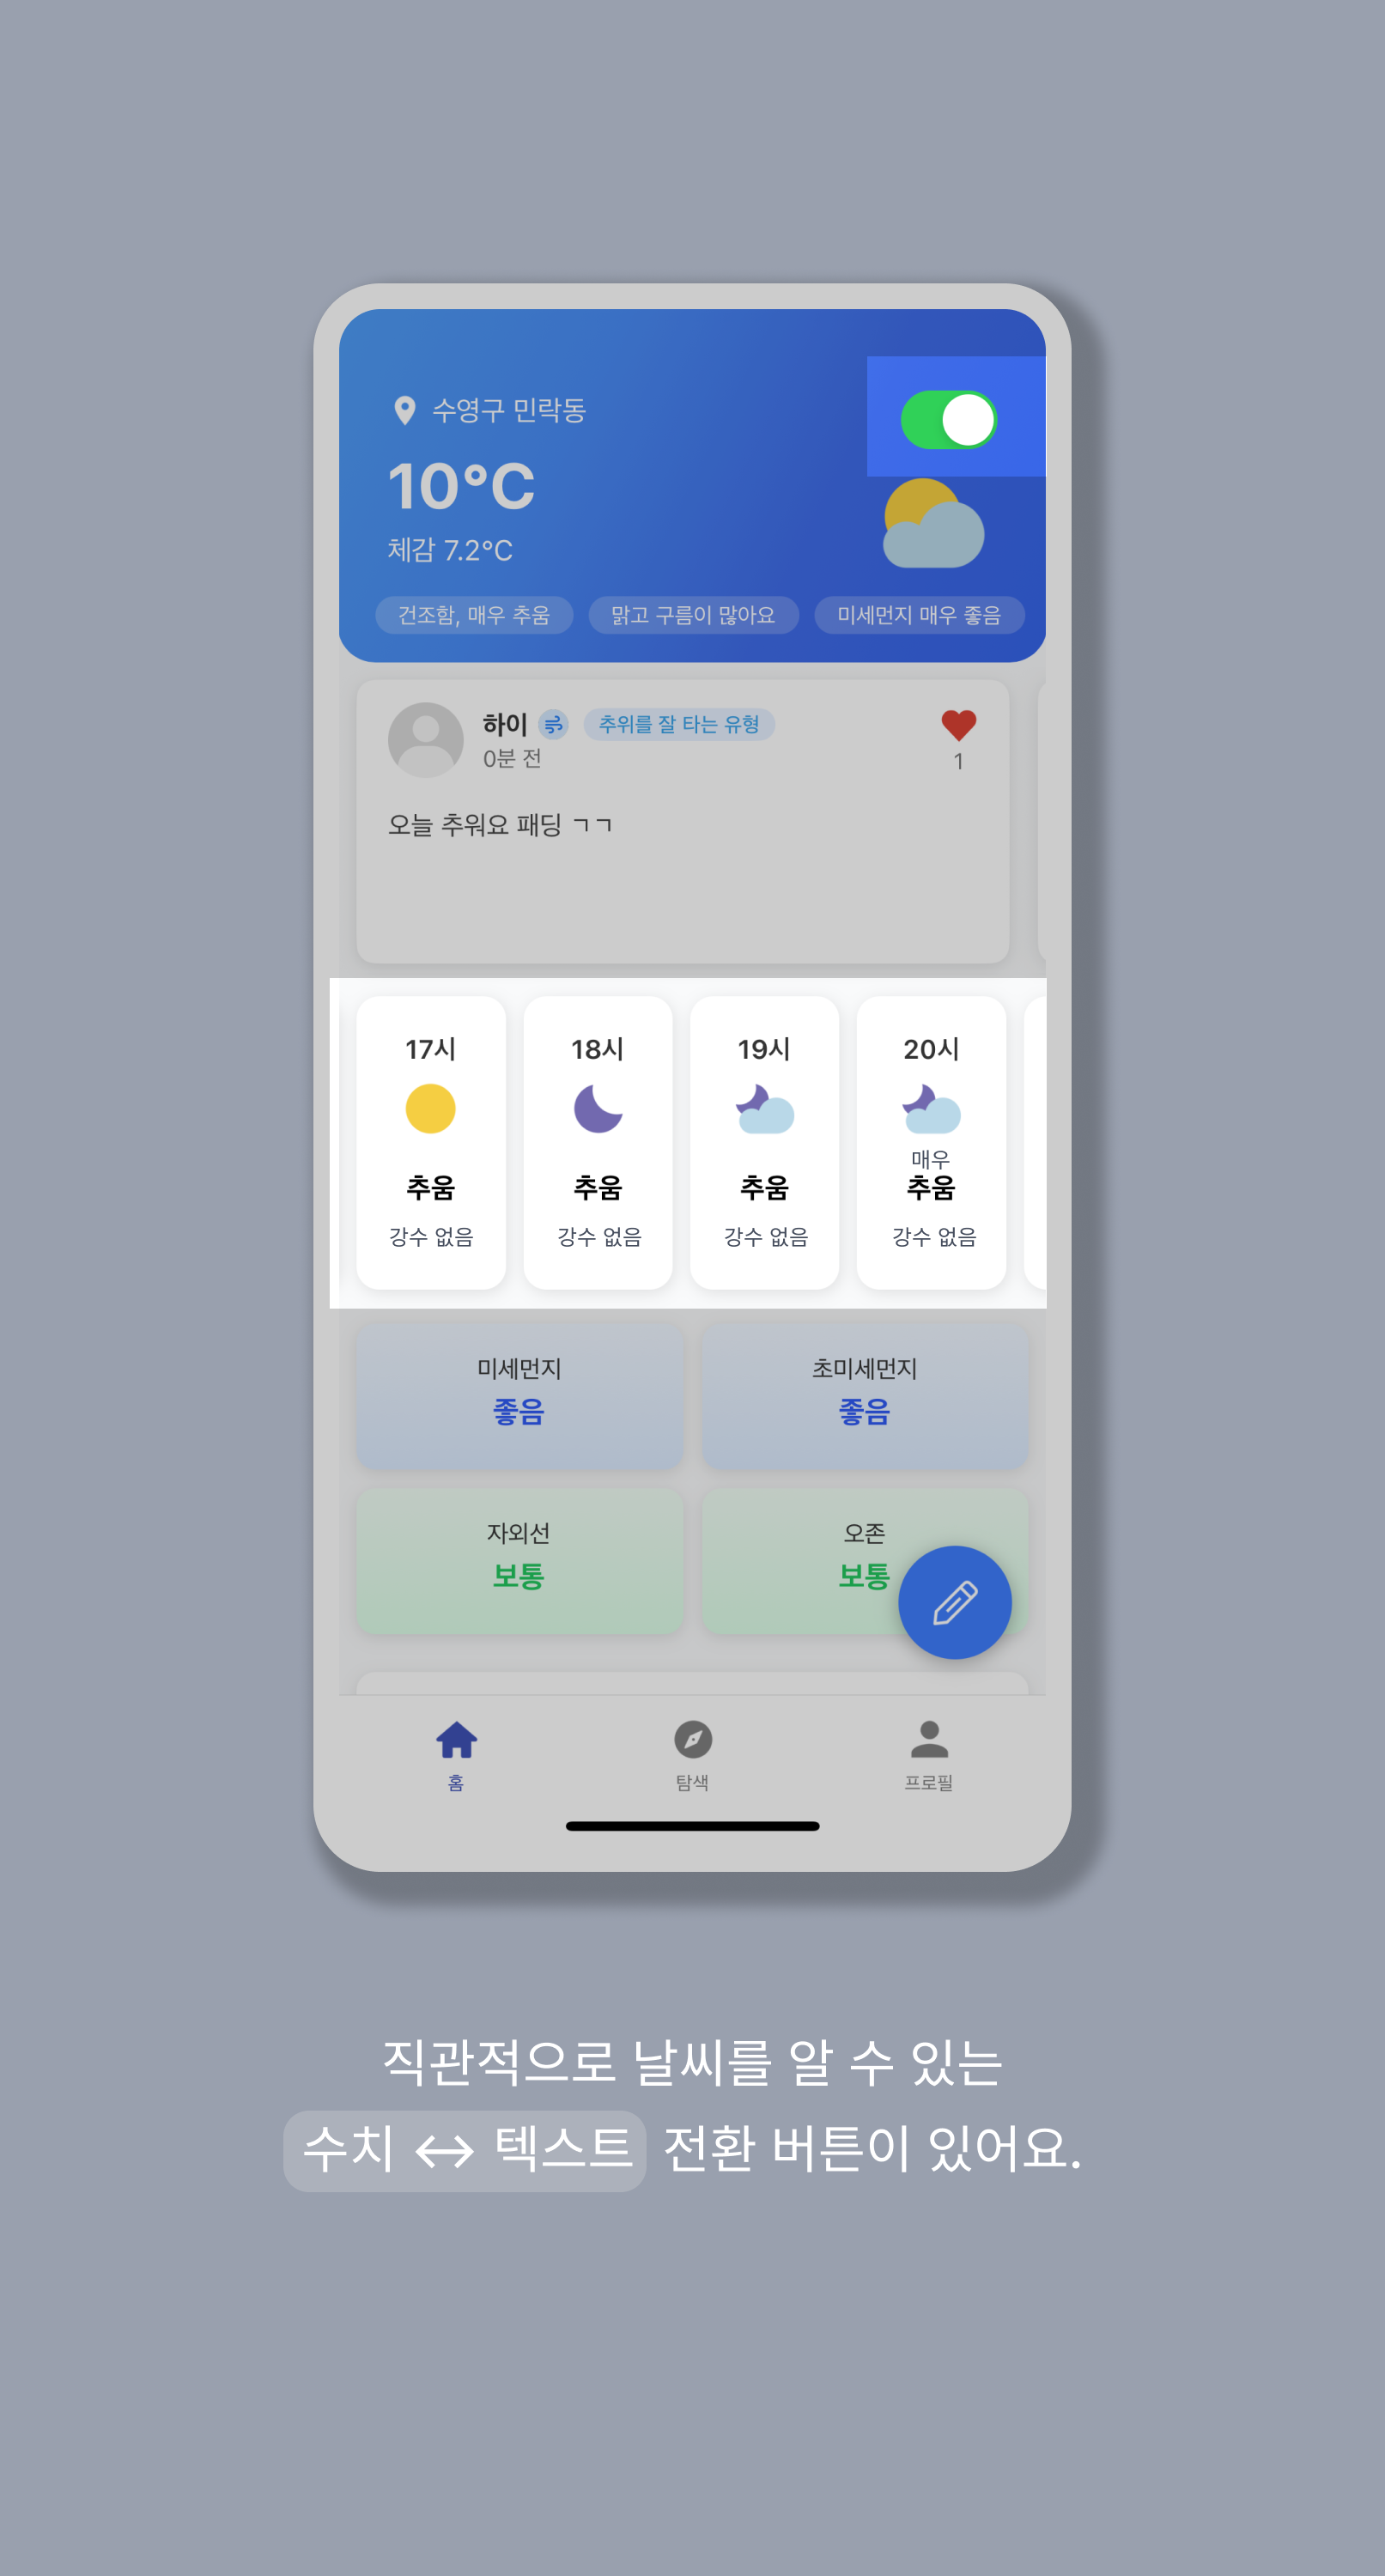 수영구 민락동
10°C
체감 7.2°C
건조함, 매우 추움 맑고 구름이 많아요 미세먼지 매우 좋음
하이 추위를 잘 타는 유형
0분 전
1
오늘 추워요 패딩 ㄱㄱ
17시 18시 19시 20시
매우
추움 추움 추움 추움
강수 없음 강수 없음 강수 없음 강수 없음
미세먼지 초미세먼지
좋음 좋음
자외선 오존
보통 보통
홈 탐색 프로필
직관적으로 날씨를 알 수 있는
수치 ↔ 텍스트 전환 버튼이 있어요.